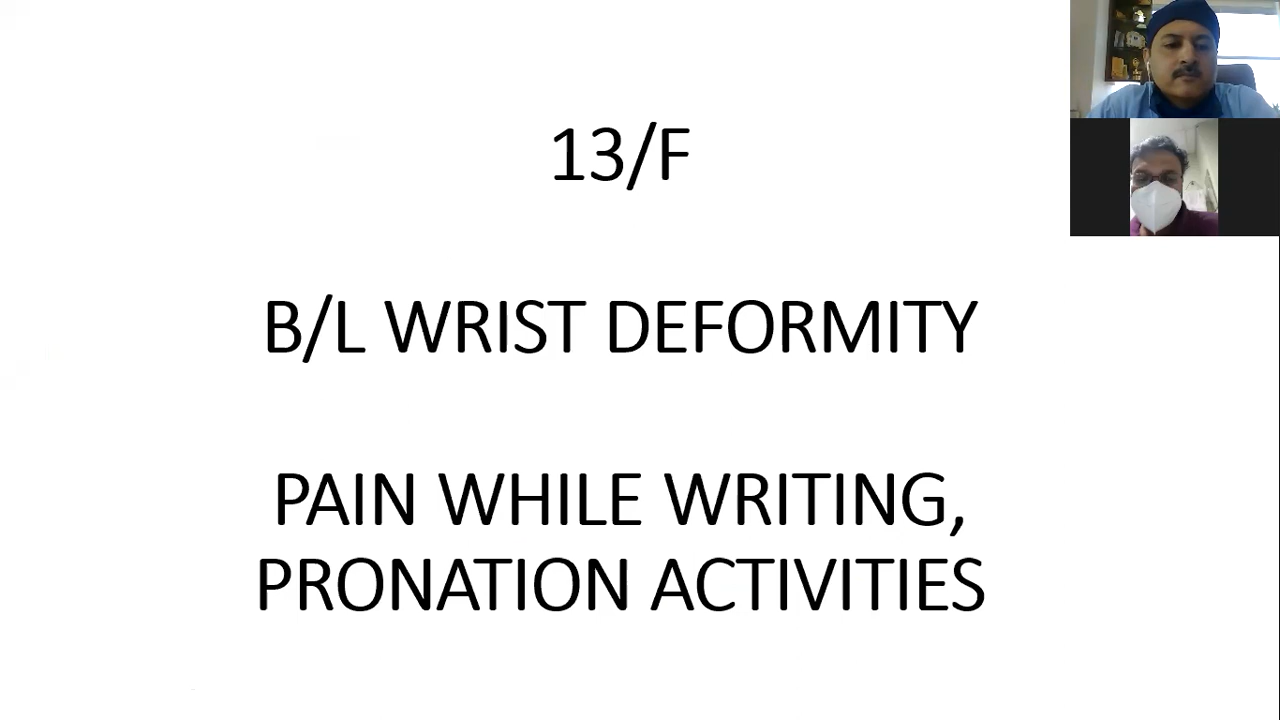 13/F
B/L WRIST DEFORMITY
PAIN WHILE WRITING,
PRONATION ACTIVITIES